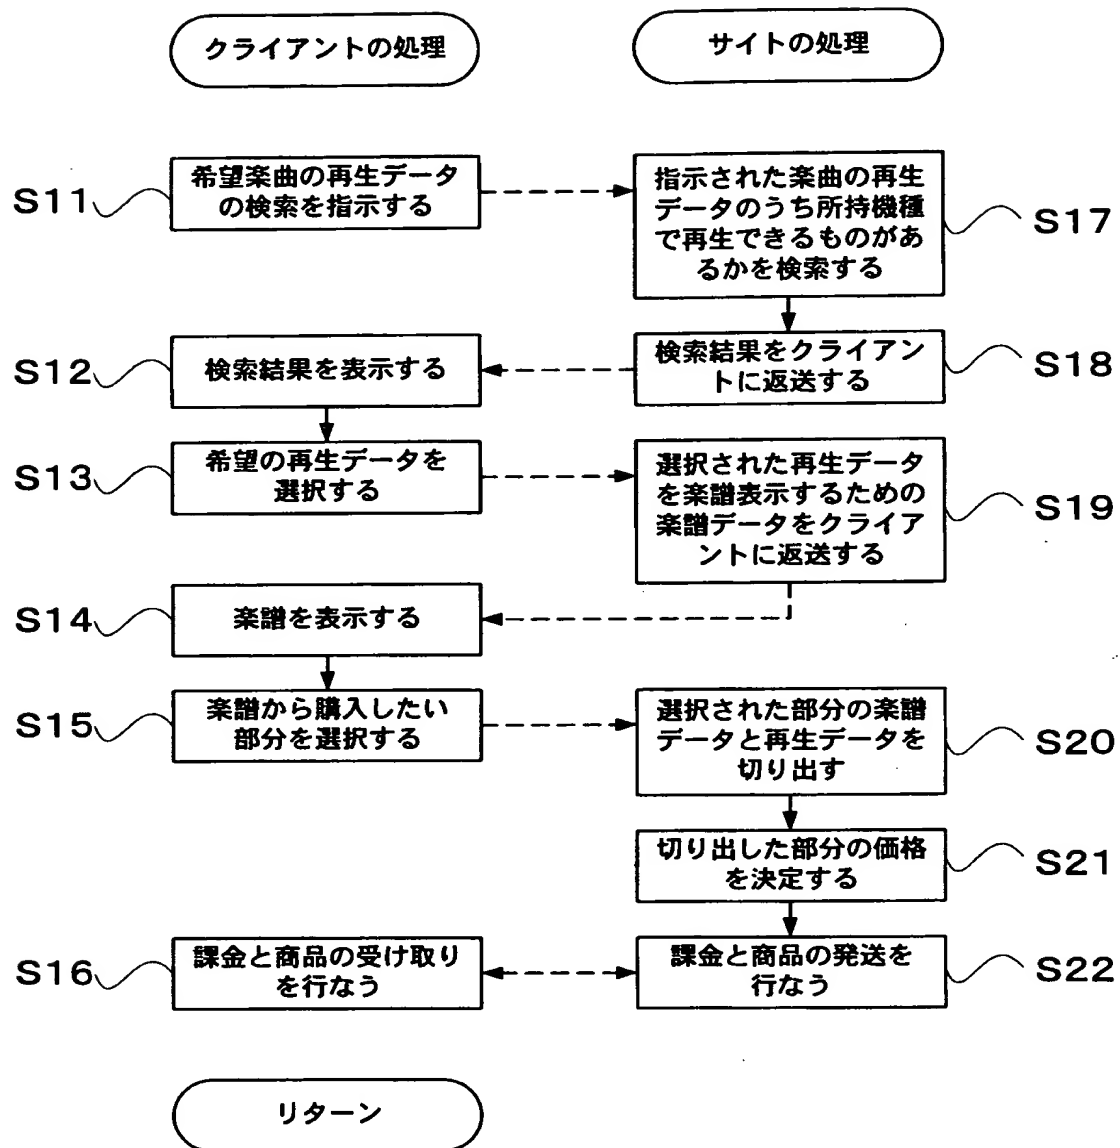 クライアントの処理
サイトの処理
S11
希望楽曲の再生データ
の検索を指示する
指示された楽曲の再生
データのうち所持機種
で再生できるものがあ
るかを検索する
S17
S12
検索結果を表示する
検索結果をクライアン
トに返送する
S18
S13
希望の再生データを
選択する
選択された再生データ
を楽譜表示するための
楽譜データをクライア
ントに返送する
S19
S14
楽譜を表示する
S15
楽譜から購入したい
部分を選択する
選択された部分の楽譜
データと再生データを
切り出す
S20
切り出した部分の価格
を決定する
S21
S16
課金と商品の受け取り
を行なう
課金と商品の発送を
行なう
S22
リターン